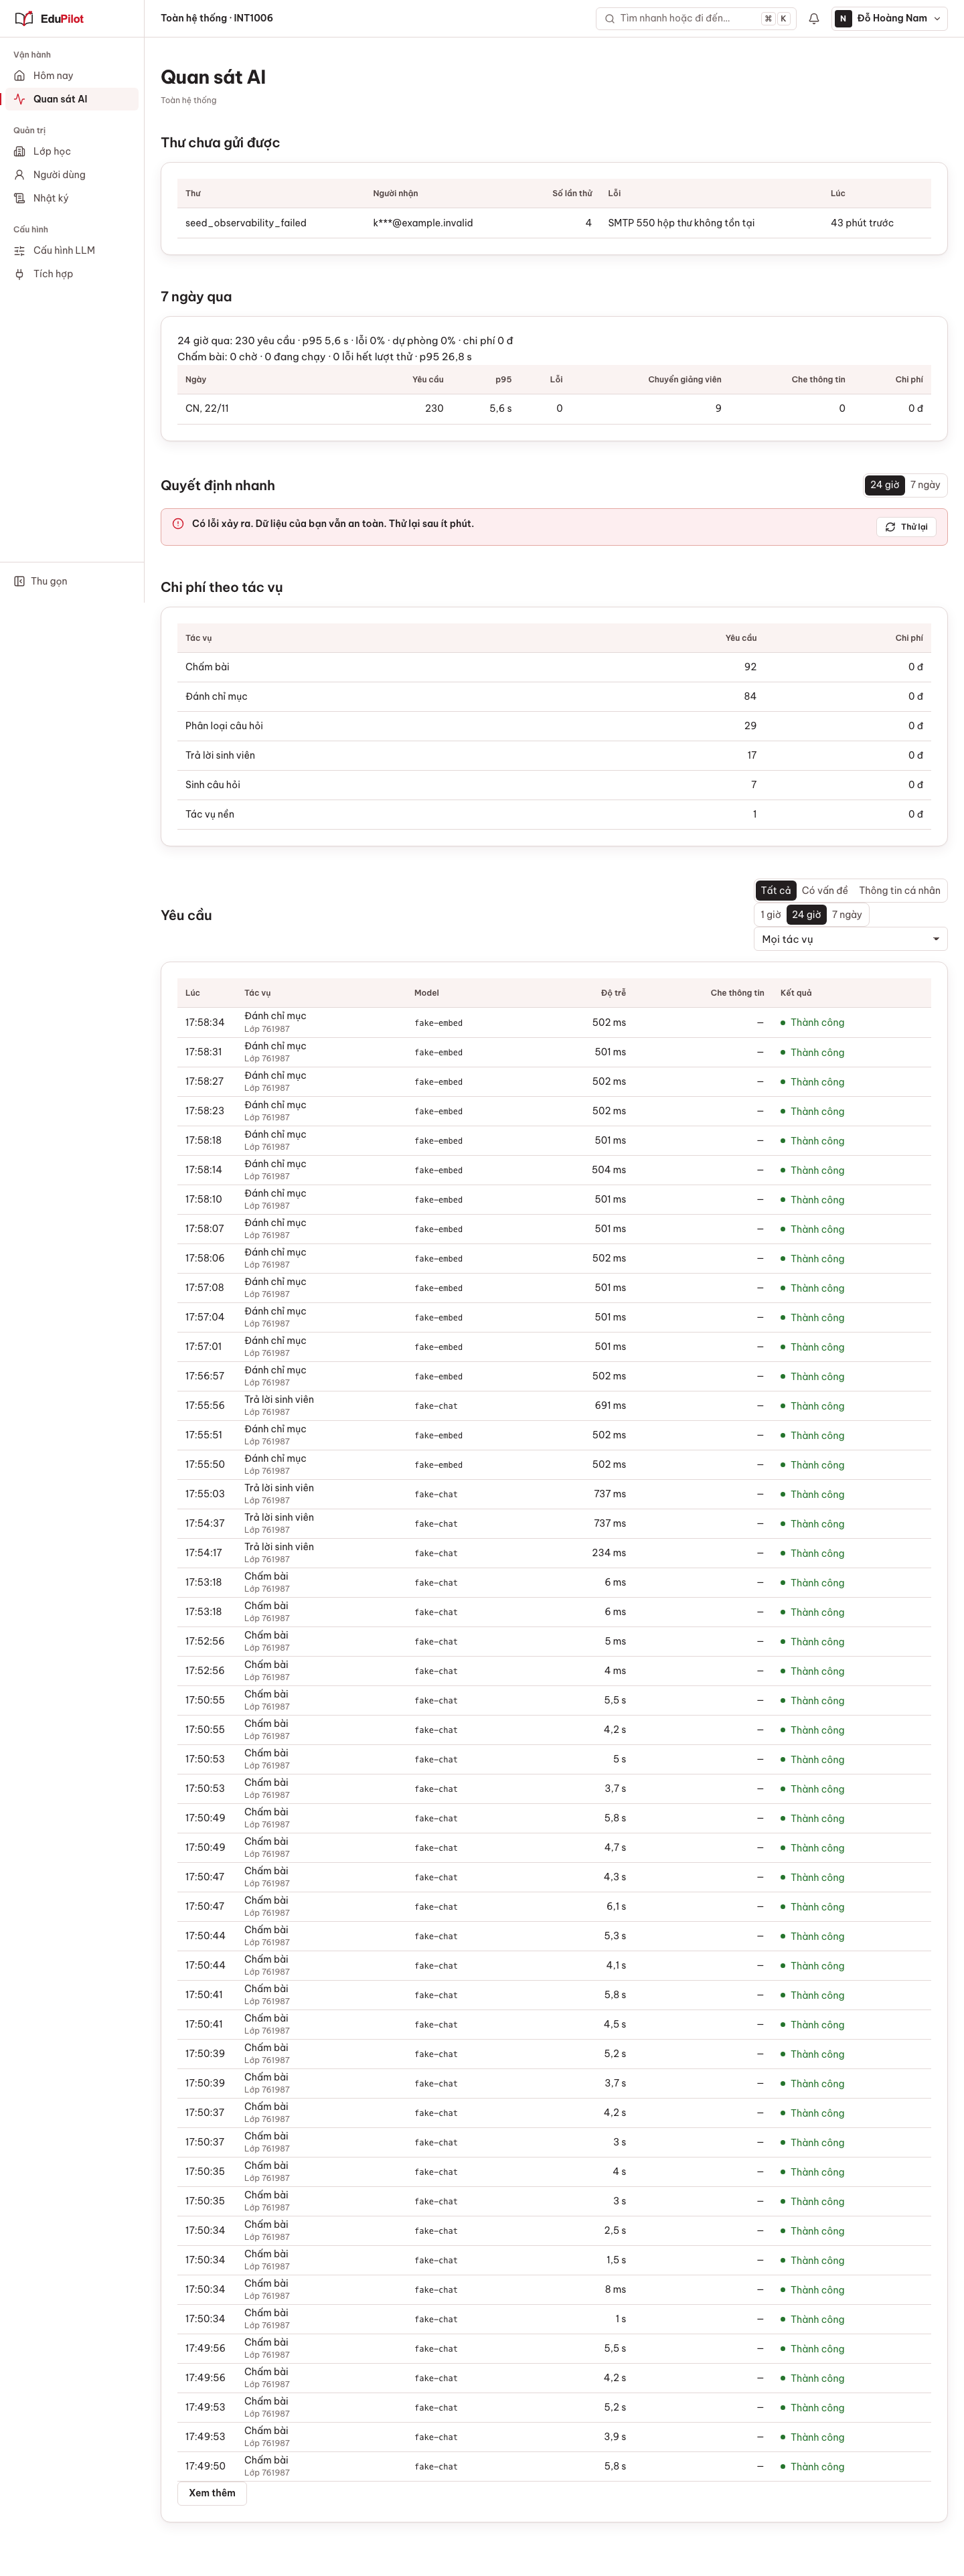 EduPilot
Toàn hệ thống · INT1006
Tìm nhanh hoặc đi đến...
⌘ K
N Đỗ Hoàng Nam
Vận hành
Hôm nay
Quan sát AI
Quản trị
Lớp học
Người dùng
Nhật ký
Cấu hình
Cấu hình LLM
Tích hợp
Thu gọn
Quan sát AI
Toàn hệ thống
Thư chưa gửi được
Thư Người nhận Số lần thử Lỗi Lúc
seed_observability_failed k***@example.invalid 4 SMTP 550 hộp thư không tồn tại 43 phút trước
7 ngày qua
24 giờ qua: 230 yêu cầu · p95 5,6 s · lỗi 0% · dự phòng 0% · chi phí 0 đ
Chấm bài: 0 chờ · 0 đang chạy · 0 lỗi hết lượt thử · p95 26,8 s
Ngày Yêu cầu p95 Lỗi Chuyển giảng viên Che thông tin Chi phí
CN, 22/11 230 5,6 s 0 9 0 0 đ
Quyết định nhanh
24 giờ 7 ngày
Có lỗi xảy ra. Dữ liệu của bạn vẫn an toàn. Thử lại sau ít phút.
Thử lại
Chi phí theo tác vụ
Tác vụ Yêu cầu Chi phí
Chấm bài 92 0 đ
Đánh chỉ mục 84 0 đ
Phân loại câu hỏi 29 0 đ
Trả lời sinh viên 17 0 đ
Sinh câu hỏi 7 0 đ
Tác vụ nền 1 0 đ
Yêu cầu
Tất cả Có vấn đề Thông tin cá nhân
1 giờ 24 giờ 7 ngày
Mọi tác vụ
Lúc Tác vụ Model Độ trễ Che thông tin Kết quả
17:58:34 Đánh chỉ mục fake-embed 502 ms — Thành công
Lớp 761987
17:58:31 Đánh chỉ mục fake-embed 501 ms — Thành công
Lớp 761987
17:58:27 Đánh chỉ mục fake-embed 502 ms — Thành công
Lớp 761987
17:58:23 Đánh chỉ mục fake-embed 502 ms — Thành công
Lớp 761987
17:58:18 Đánh chỉ mục fake-embed 501 ms — Thành công
Lớp 761987
17:58:14 Đánh chỉ mục fake-embed 504 ms — Thành công
Lớp 761987
17:58:10 Đánh chỉ mục fake-embed 501 ms — Thành công
Lớp 761987
17:58:07 Đánh chỉ mục fake-embed 501 ms — Thành công
Lớp 761987
17:58:06 Đánh chỉ mục fake-embed 502 ms — Thành công
Lớp 761987
17:57:08 Đánh chỉ mục fake-embed 501 ms — Thành công
Lớp 761987
17:57:04 Đánh chỉ mục fake-embed 501 ms — Thành công
Lớp 761987
17:57:01 Đánh chỉ mục fake-embed 501 ms — Thành công
Lớp 761987
17:56:57 Đánh chỉ mục fake-embed 502 ms — Thành công
Lớp 761987
17:55:56 Trả lời sinh viên fake-chat 691 ms — Thành công
Lớp 761987
17:55:51 Đánh chỉ mục fake-embed 502 ms — Thành công
Lớp 761987
17:55:50 Đánh chỉ mục fake-embed 502 ms — Thành công
Lớp 761987
17:55:03 Trả lời sinh viên fake-chat 737 ms — Thành công
Lớp 761987
17:54:37 Trả lời sinh viên fake-chat 737 ms — Thành công
Lớp 761987
17:54:17 Trả lời sinh viên fake-chat 234 ms — Thành công
Lớp 761987
17:53:18 Chấm bài fake-chat 6 ms — Thành công
Lớp 761987
17:53:18 Chấm bài fake-chat 6 ms — Thành công
Lớp 761987
17:52:56 Chấm bài fake-chat 5 ms — Thành công
Lớp 761987
17:52:56 Chấm bài fake-chat 4 ms — Thành công
Lớp 761987
17:50:55 Chấm bài fake-chat 5,5 s — Thành công
Lớp 761987
17:50:55 Chấm bài fake-chat 4,2 s — Thành công
Lớp 761987
17:50:53 Chấm bài fake-chat 5 s — Thành công
Lớp 761987
17:50:53 Chấm bài fake-chat 3,7 s — Thành công
Lớp 761987
17:50:49 Chấm bài fake-chat 5,8 s — Thành công
Lớp 761987
17:50:49 Chấm bài fake-chat 4,7 s — Thành công
Lớp 761987
17:50:47 Chấm bài fake-chat 4,3 s — Thành công
Lớp 761987
17:50:47 Chấm bài fake-chat 6,1 s — Thành công
Lớp 761987
17:50:44 Chấm bài fake-chat 5,3 s — Thành công
Lớp 761987
17:50:44 Chấm bài fake-chat 4,1 s — Thành công
Lớp 761987
17:50:41 Chấm bài fake-chat 5,8 s — Thành công
Lớp 761987
17:50:41 Chấm bài fake-chat 4,5 s — Thành công
Lớp 761987
17:50:39 Chấm bài fake-chat 5,2 s — Thành công
Lớp 761987
17:50:39 Chấm bài fake-chat 3,7 s — Thành công
Lớp 761987
17:50:37 Chấm bài fake-chat 4,2 s — Thành công
Lớp 761987
17:50:37 Chấm bài fake-chat 3 s — Thành công
Lớp 761987
17:50:35 Chấm bài fake-chat 4 s — Thành công
Lớp 761987
17:50:35 Chấm bài fake-chat 3 s — Thành công
Lớp 761987
17:50:34 Chấm bài fake-chat 2,5 s — Thành công
Lớp 761987
17:50:34 Chấm bài fake-chat 1,5 s — Thành công
Lớp 761987
17:50:34 Chấm bài fake-chat 8 ms — Thành công
Lớp 761987
17:50:34 Chấm bài fake-chat 1 s — Thành công
Lớp 761987
17:49:56 Chấm bài fake-chat 5,5 s — Thành công
Lớp 761987
17:49:56 Chấm bài fake-chat 4,2 s — Thành công
Lớp 761987
17:49:53 Chấm bài fake-chat 5,2 s — Thành công
Lớp 761987
17:49:53 Chấm bài fake-chat 3,9 s — Thành công
Lớp 761987
17:49:50 Chấm bài fake-chat 5,8 s — Thành công
Lớp 761987
Xem thêm